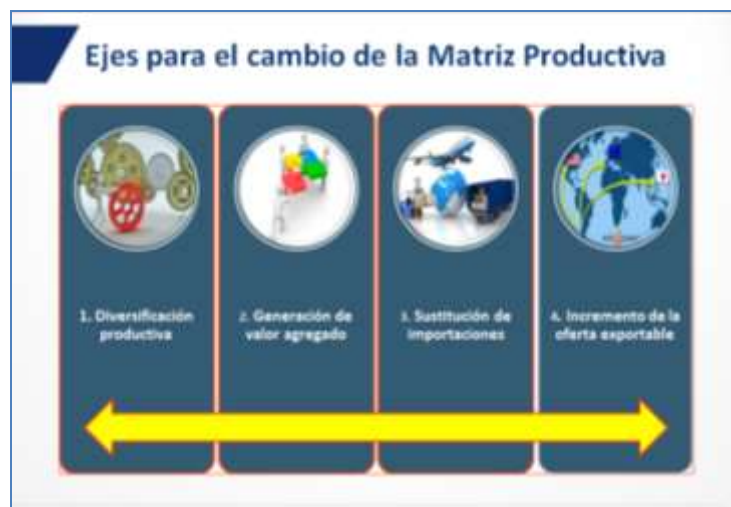 Ejes para el cambio de la Matriz Productiva
1. Diversificación
productiva
2. Generación de
valor agregado
3. Sustitución de
importaciones
4. Incremento de la
oferta exportable